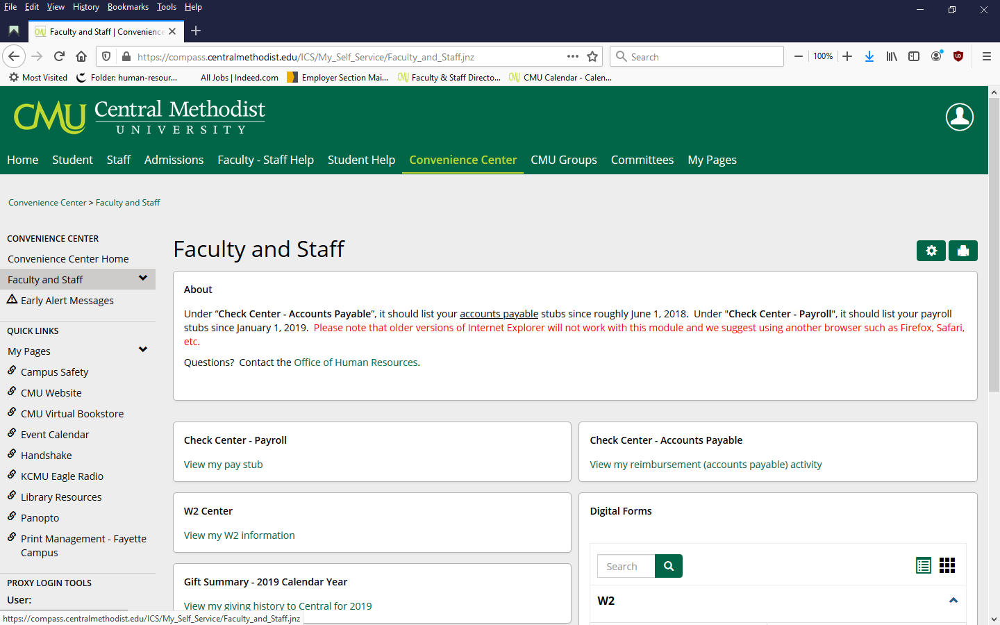 File Edit View History Bookmarks Tools Help
CMU Faculty and Staff | Convenience
https://compass.centralmethodist.edu/ICS/My_Self_Service/Faculty_and_Staff.jnz
Search
100%
Most Visited
Folder: human-resour...
All Jobs | Indeed.com
Employer Section Mai...
CMU Faculty & Staff Directo...
CMU CMU Calendar - Calen...
CMU Central Methodist
UNIVERSITY
Home Student Staff Admissions Faculty - Staff Help Student Help Convenience Center CMU Groups Committees My Pages
Convenience Center > Faculty and Staff
CONVENIENCE CENTER
Convenience Center Home
Faculty and Staff
Early Alert Messages
QUICK LINKS
My Pages
Campus Safety
CMU Website
CMU Virtual Bookstore
Event Calendar
Handshake
KCMU Eagle Radio
Library Resources
Panopto
Print Management - Fayette
Campus
PROXY LOGIN TOOLS
User:
Faculty and Staff
About
Under “Check Center - Accounts Payable”, it should list your accounts payable stubs since roughly June 1, 2018. Under "Check Center - Payroll", it should list your payroll
stubs since January 1, 2019. Please note that older versions of Internet Explorer will not work with this module and we suggest using another browser such as Firefox, Safari,
etc.
Questions? Contact the Office of Human Resources.
Check Center - Payroll
View my pay stub
Check Center - Accounts Payable
View my reimbursement (accounts payable) activity
W2 Center
View my W2 information
Gift Summary - 2019 Calendar Year
View my giving history to Central for 2019
Digital Forms
Search
W2
https://compass.centralmethodist.edu/ICS/My_Self_Service/Faculty_and_Staff.jnz